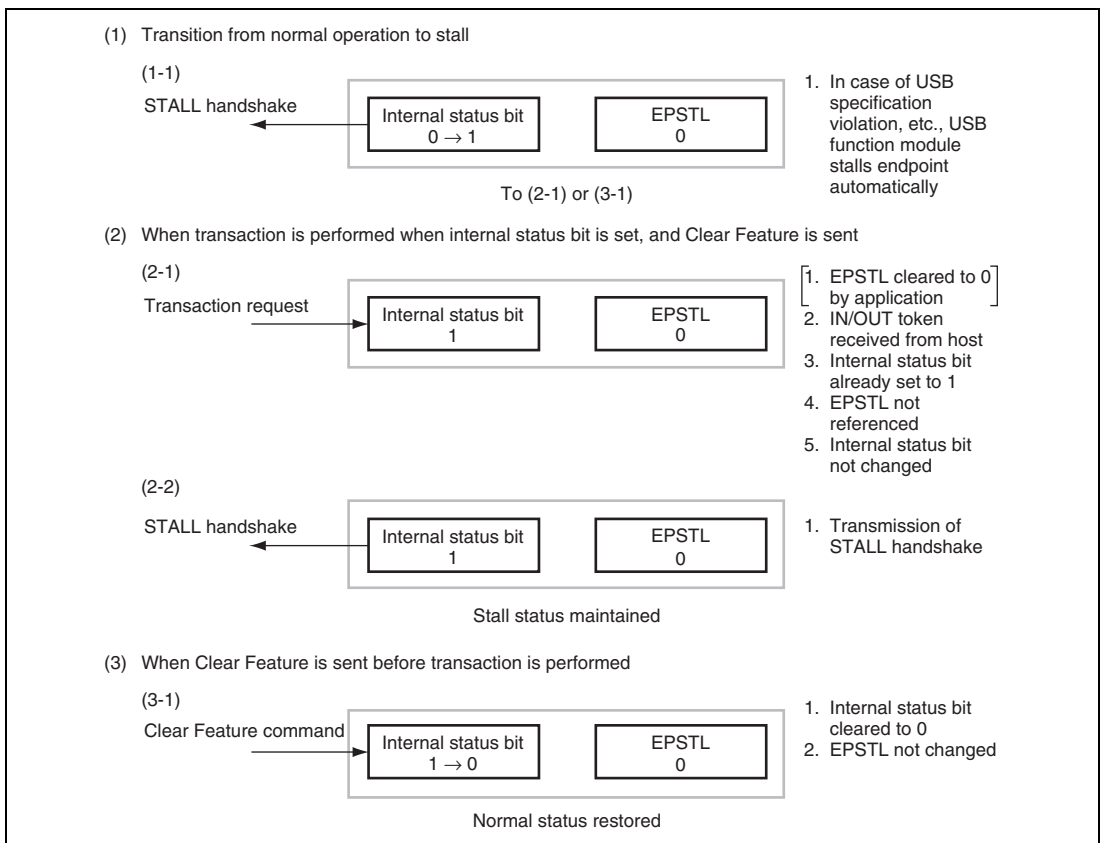 (1) Transition from normal operation to stall
(1-1)
STALL handshake
Internal status bit
0 → 1
EPSTL
0
To (2-1) or (3-1)
1. In case of USB
specification
violation, etc., USB
function module
stalls endpoint
automatically
(2) When transaction is performed when internal status bit is set, and Clear Feature is sent
(2-1)
Transaction request
Internal status bit
1
EPSTL
0
1. EPSTL cleared to 0
by application
2. IN/OUT token
received from host
3. Internal status bit
already set to 1
4. EPSTL not
referenced
5. Internal status bit
not changed
(2-2)
STALL handshake
Internal status bit
1
EPSTL
0
1. Transmission of
STALL handshake
Stall status maintained
(3) When Clear Feature is sent before transaction is performed
(3-1)
Clear Feature command
Internal status bit
1 → 0
EPSTL
0
1. Internal status bit
cleared to 0
2. EPSTL not changed
Normal status restored